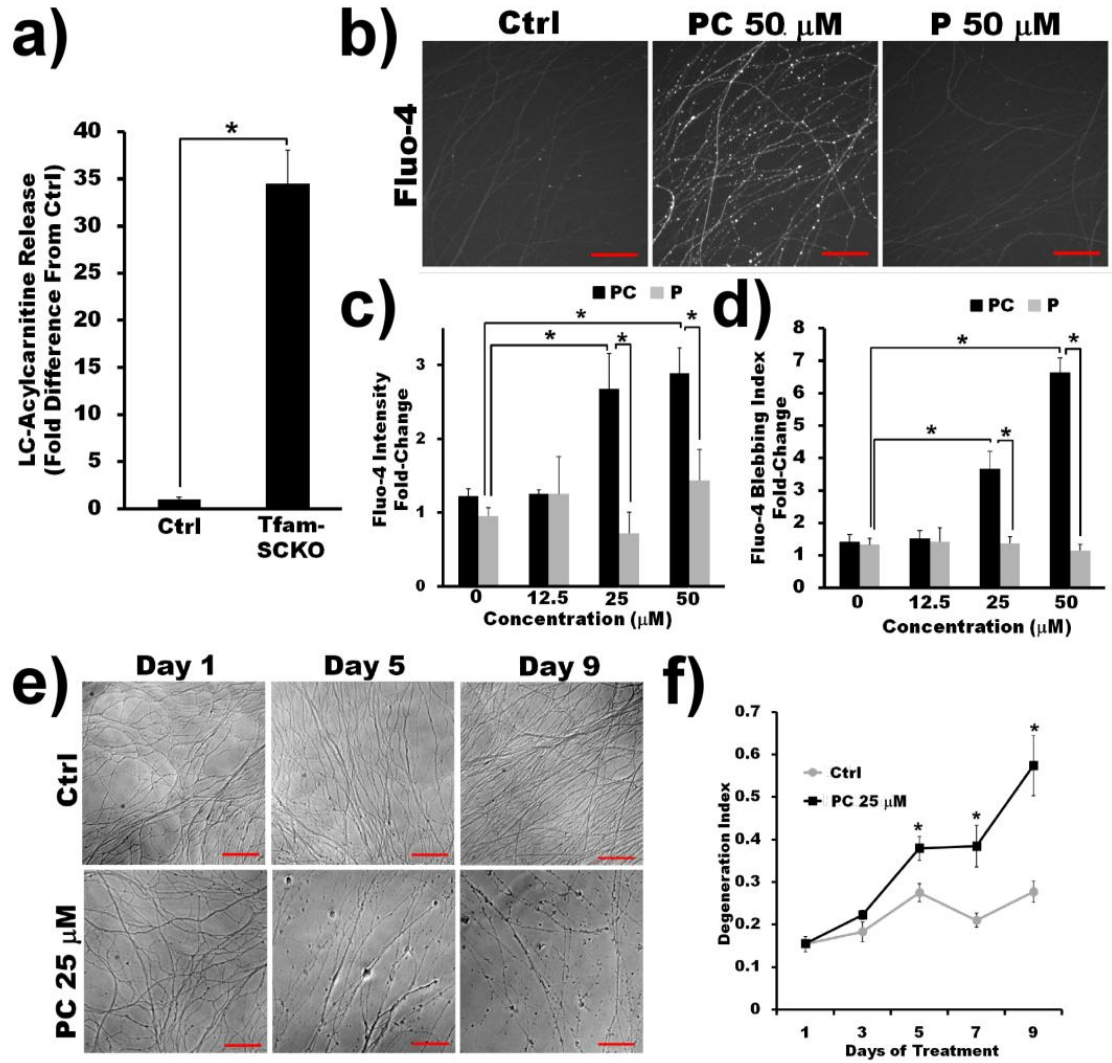 a)
LC-Acylcarnitine Release
(Fold Difference From Ctrl)
40
35
30
25
20
15
10
5
0
*
Ctrl
Tfam-
SCKO
b)
Ctrl
PC 50 μM
P 50 μM
Fluo-4
c)
PC
P
Fluo-4 Intensity
Fold-Change
3
2
1
0
*
*
*
*
0
12.5
25
50
Concentration (μM)
d)
PC
P
Fluo-4 Blebbing Index
Fold-Change
8
7
6
5
4
3
2
1
0
*
*
*
*
0
12.5
25
50
Concentration (μM)
e)
Day 1
Day 5
Day 9
Ctrl
PC 25 μM
f)
Degeneration Index
0.7
0.6
0.5
0.4
0.3
0.2
0.1
0
Ctrl
PC 25 μM
*
*
*
1
3
5
7
9
Days of Treatment